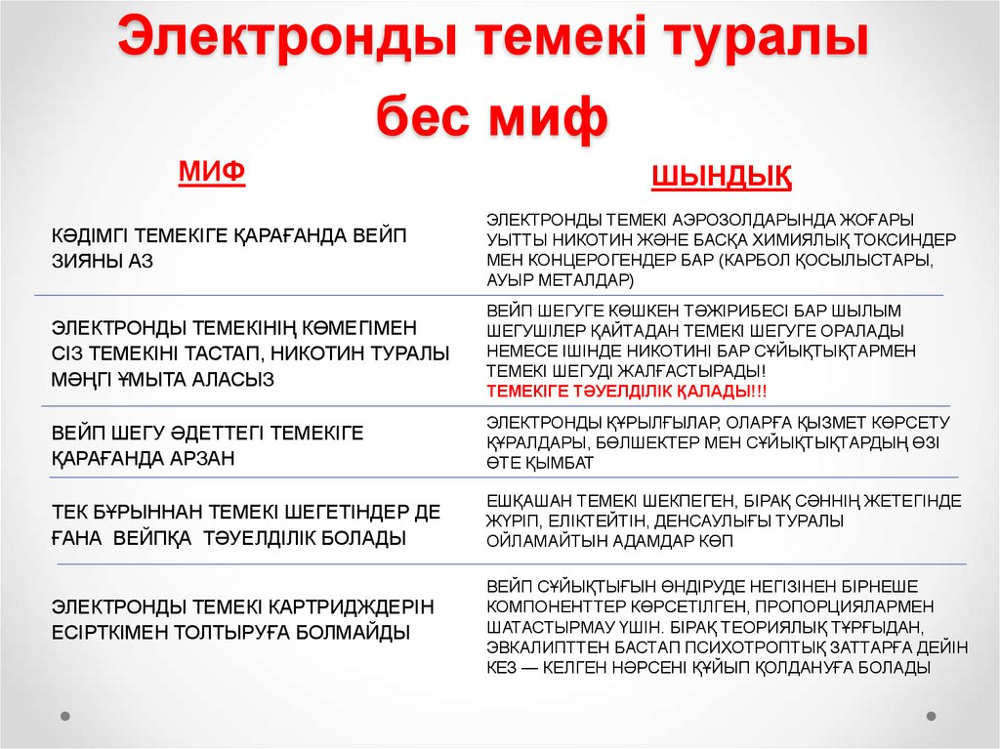 Электронды темекі туралы
бес миф
МИФ
ШЫНДЫҚ
КӘДІМГІ ТЕМЕКІГЕ ҚАРАҒАНДА ВЕЙП
ЗИЯНЫ АЗ
ЭЛЕКТРОНДЫ ТЕМЕКІ АЭРОЗОЛДАРЫНДА ЖОҒАРЫ
УЫТТЫ НИКОТИН ЖӘНЕ БАСҚА ХИМИЯЛЫҚ ТОКСИНДЕР
МЕН КОНЦЕРОГЕНДЕР БАР (КАРБОЛ ҚОСЫЛЫСТАРЫ,
АУЫР МЕТАЛДАР)
ЭЛЕКТРОНДЫ ТЕМЕКІНІҢ КӨМЕГІМЕН
СІЗ ТЕМЕКІНІ ТАСТАП, НИКОТИН ТУРАЛЫ
МӘҢГІ ҰМЫТА АЛАСЫЗ
ВЕЙП ШЕГУГЕ КӨШКЕН ТӘЖІРИБЕСІ БАР ШЫЛЫМ
ШЕГУШІЛЕР ҚАЙТАДАН ТЕМЕКІ ШЕГУГЕ ОРАЛАДЫ
НЕМЕСЕ ІШІНДЕ НИКОТИНІ БАР СҰЙЫҚТЫҚТАРМЕН
ТЕМЕКІ ШЕГУДІ ЖАЛҒАСТЫРАДЫ!
ТЕМЕКІГЕ ТӘУЕЛДІЛІК ҚАЛАДЫ!!!
ВЕЙП ШЕГУ ӘДЕТТЕГІ ТЕМЕКІГЕ
ҚАРАҒАНДА АРЗАН
ЭЛЕКТРОНДЫ ҚҰРЫЛҒЫЛАР, ОЛАРҒА ҚЫЗМЕТ КӨРСЕТУ
ҚҰРАЛДАРЫ, БӨЛШЕКТЕР МЕН СҰЙЫҚТЫҚТАРДЫҢ ӨЗІ
ӨТЕ ҚЫМБАТ
ТЕК БҰРЫННАН ТЕМЕКІ ШЕГЕТІНДЕР ДЕ
ҒАНА ВЕЙПҚА ТӘУЕЛДІЛІК БОЛАДЫ
ЕШҚАШАН ТЕМЕКІ ШЕКПЕГЕН, БІРАҚ СӘННІҢ ЖЕТЕГІНДЕ
ЖҮРІП, ЕЛІКТЕЙТІН, ДЕНСАУЛЫҒЫ ТУРАЛЫ
ОЙЛАМАЙТЫН АДАМДАР КӨП
ЭЛЕКТРОНДЫ ТЕМЕКІ КАРТРИДЖДЕРІН
ЕСІРТКІМЕН ТОЛТЫРУҒА БОЛМАЙДЫ
ВЕЙП СҰЙЫҚТЫҒЫН ӨНДІРУДЕ НЕГІЗІНЕН БІРНЕШЕ
КОМПОНЕНТТЕР КӨРСЕТІЛГЕН, ПРОПОРЦИЯЛАРМЕН
ШАТАСТЫРМАУ ҮШІН. БІРАҚ ТЕОРИЯЛЫҚ ТҰРҒЫДАН,
ЭВКАЛИПТТЕН БАСТАП ПСИХОТРОПТЫҚ ЗАТТАРҒА ДЕЙІН
КЕЗ — КЕЛГЕН НӘРСЕНІ ҚҰЙЫП ҚОЛДАНУҒА БОЛАДЫ